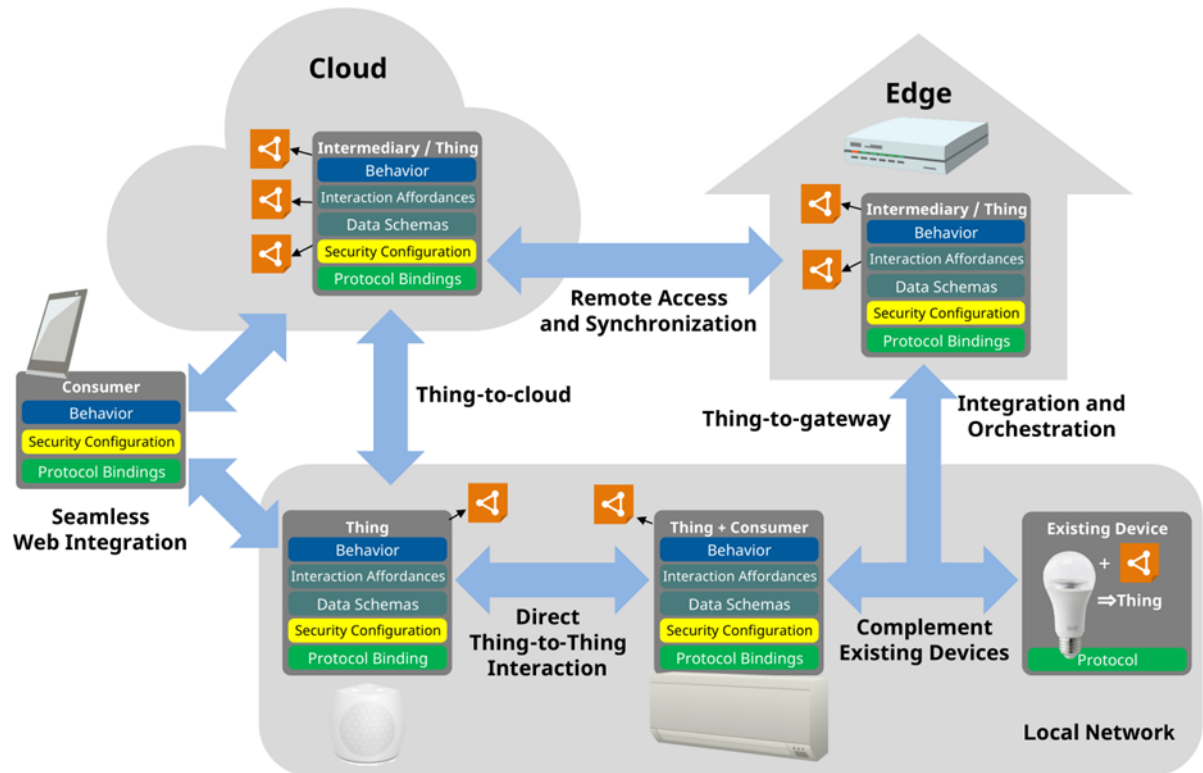 Cloud
Intermediary / Thing
Behavior
Interaction Affordances
Data Schemas
Security Configuration
Protocol Bindings
Edge
Intermediary / Thing
Behavior
Interaction Affordances
Data Schemas
Security Configuration
Protocol Bindings
Remote Access
and Synchronization
Consumer
Behavior
Security Configuration
Protocol Bindings
Thing-to-cloud
Thing-to-gateway
Integration and
Orchestration
Seamless
Web Integration
Thing
Behavior
Interaction Affordances
Data Schemas
Security Configuration
Protocol Binding
Direct
Thing-to-Thing
Interaction
Thing + Consumer
Behavior
Interaction Affordances
Data Schemas
Security Configuration
Protocol Bindings
Complement
Existing Devices
Existing Device
+
⇒Thing
Protocol
Local Network